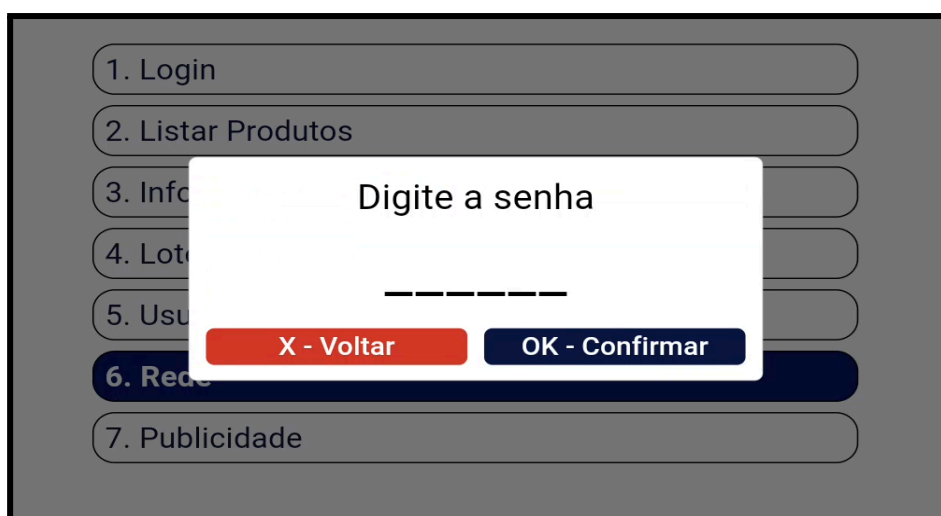 1. Login
2. Listar Produtos
3. Info
Digite a senha
4. Lot
______
5. Usu
X - Voltar
OK - Confirmar
6. Rede
7. Publicidade